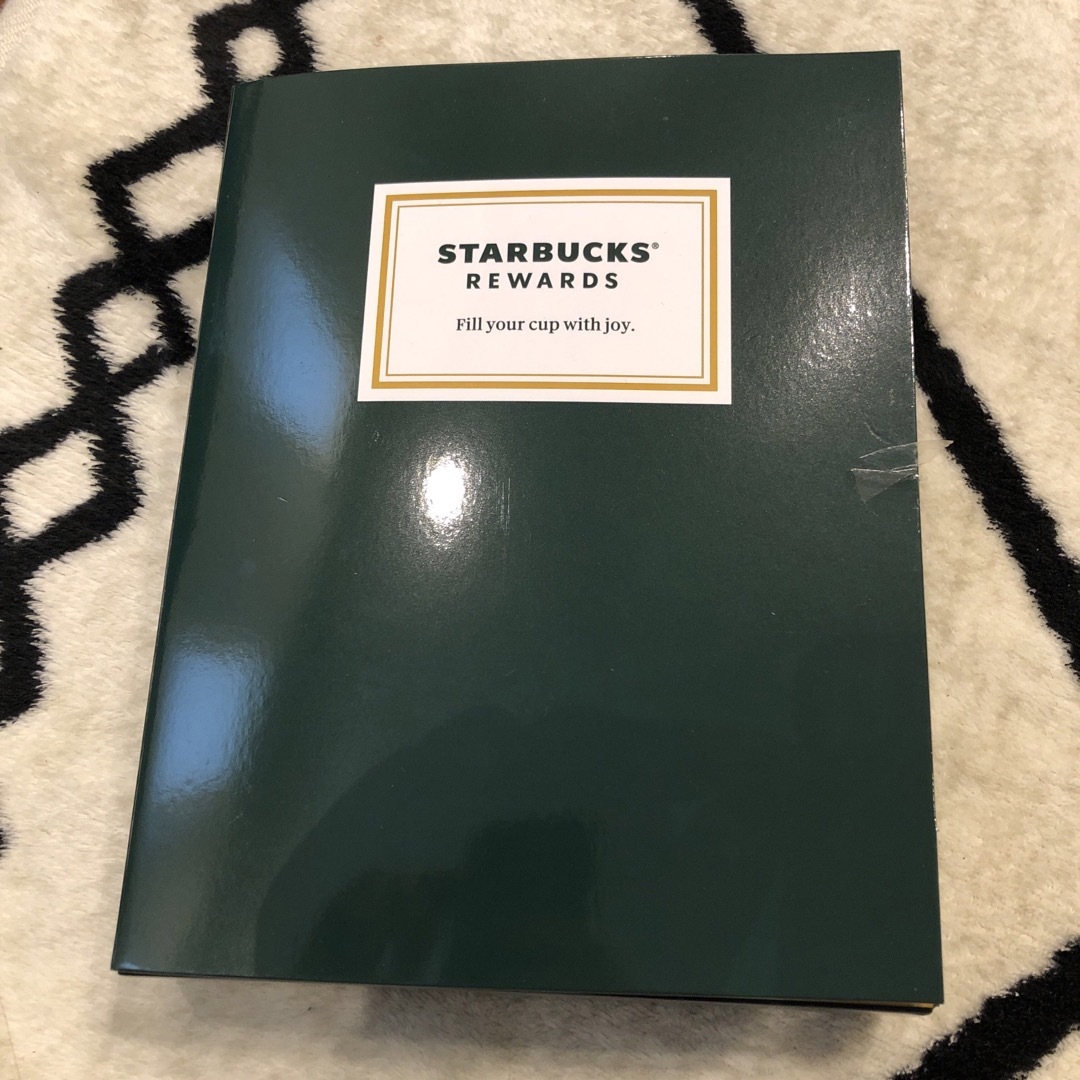 STARBUCKS®
REWARDS
Fill your cup with joy.